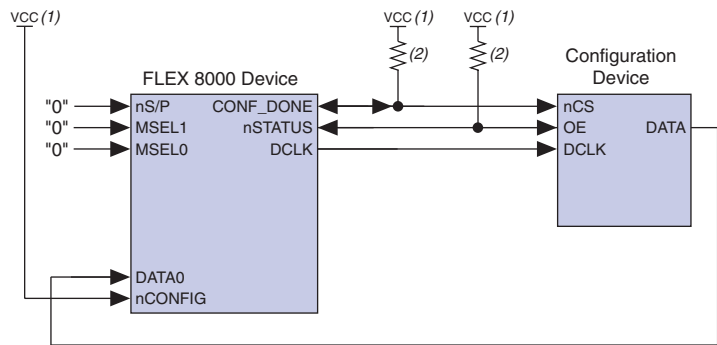 VCC (1)
VCC (1)
VCC (1)
(2)
(2)
FLEX 8000 Device
Configuration
Device
"0"
nS/P
CONF_DONE
nCS
"0"
MSEL1
nSTATUS
OE
DATA
"0"
MSEL0
DCLK
DCLK
DATA0
nCONFIG